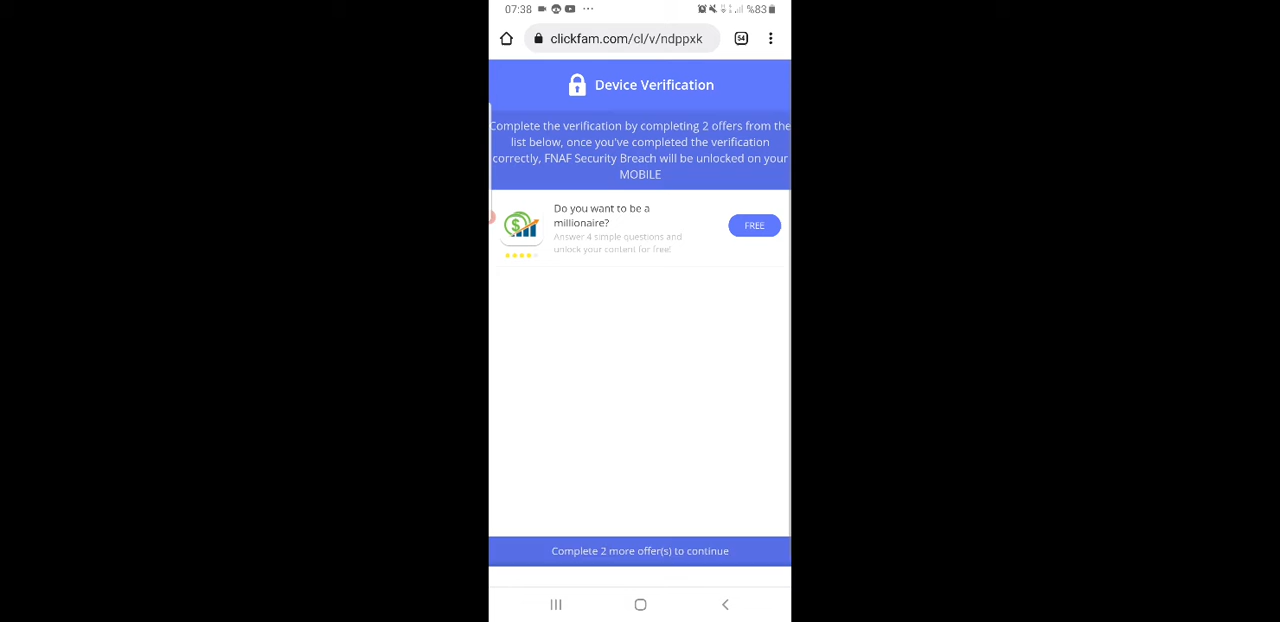 07:38 ... %83
clickfam.com/cl/v/ndppxk 54
Device Verification
Complete the verification by completing 2 offers from the
list below, once you've completed the verification
correctly, FNAF Security Breach will be unlocked on your
MOBILE
Do you want to be a
millionaire?
Answer 4 simple questions and
unlock your content for free!
FREE
Complete 2 more offer(s) to continue